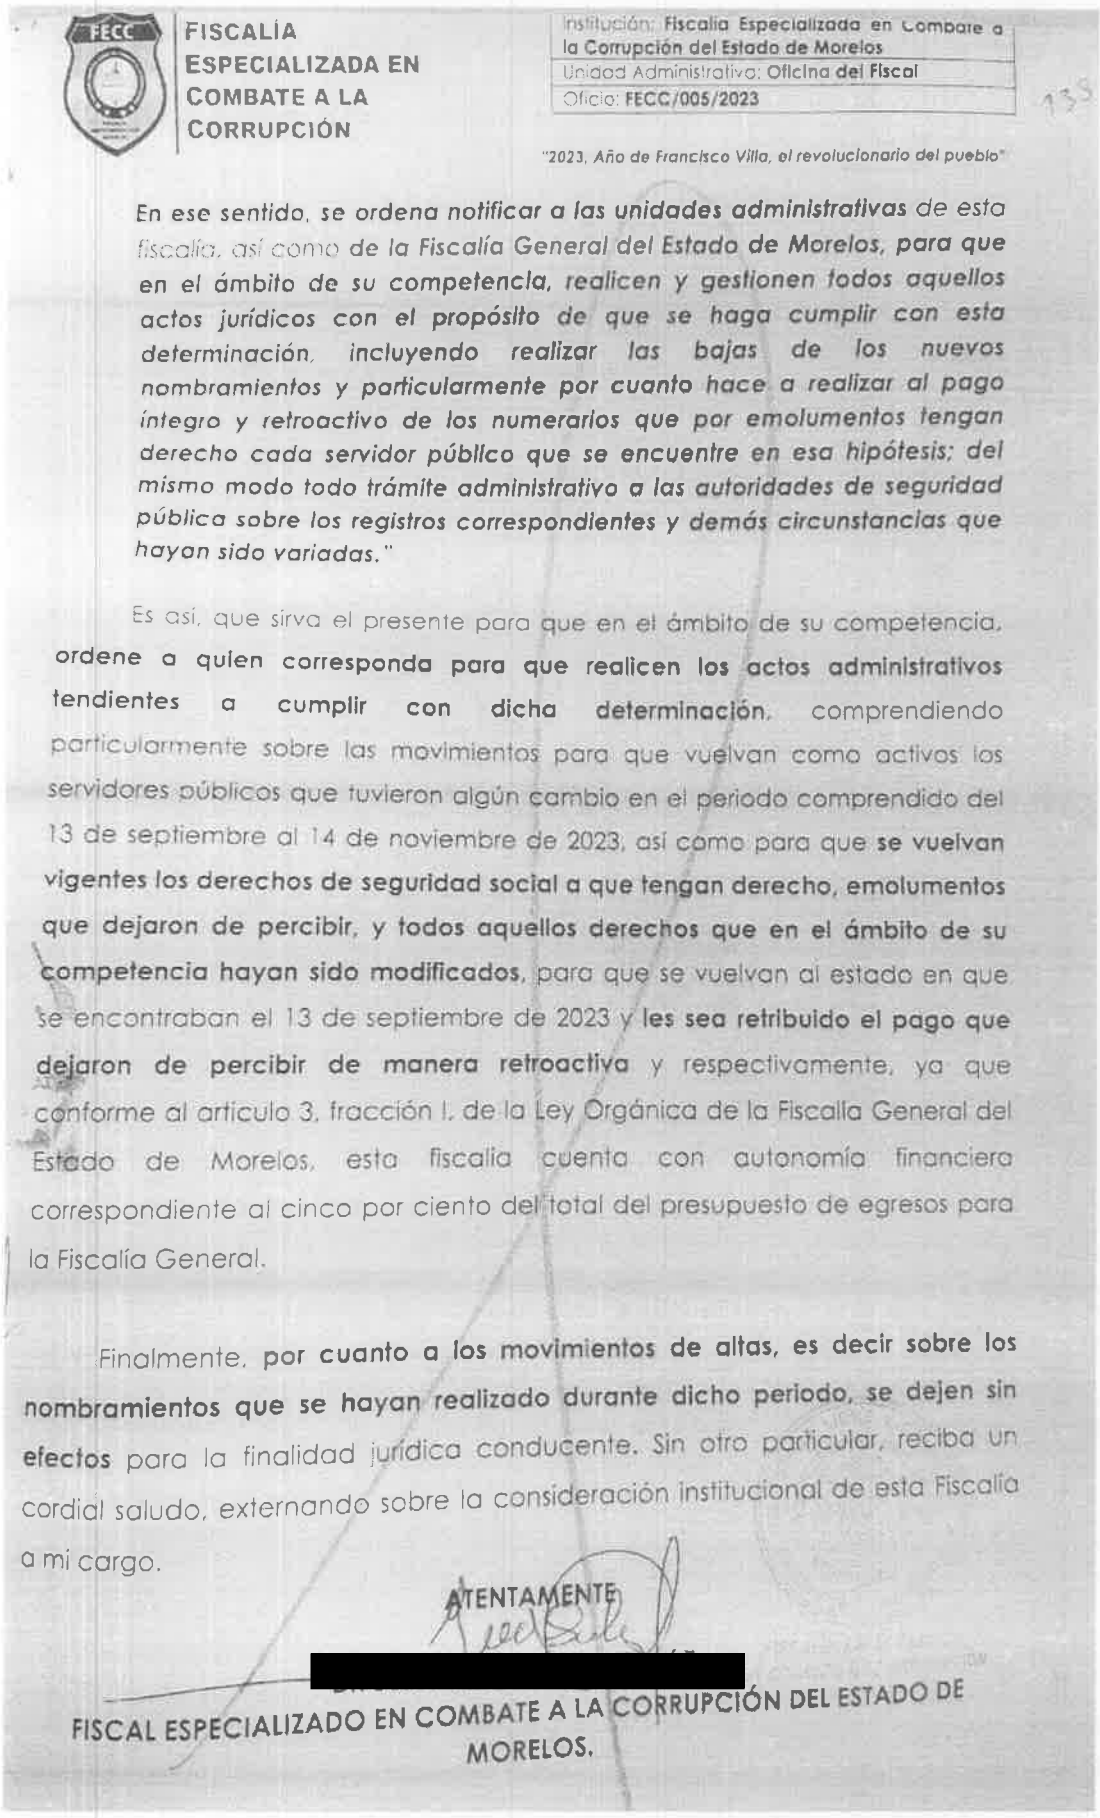 FECC
FISCALÍA
ESPECIALIZADA EN
COMBATE A LA
CORRUPCIÓN
Institución: Fiscalía Especializada en Combate a
la Corrupción del Estado de Morelos
Unidad Administrativa: Oficina del Fiscal
Oficio: FECC/005/2023
135
"2023, Año de Francisco Villa, el revolucionario del pueblo"
En ese sentido, se ordena notificar a las unidades administrativas de esta
fiscalía, así como de la Fiscalía General del Estado de Morelos, para que
en el ámbito de su competencia, realicen y gestionen todos aquellos
actos jurídicos con el propósito de que se haga cumplir con esta
determinación, incluyendo realizar las bajas de los nuevos
nombramientos y particularmente por cuanto hace a realizar al pago
íntegro y retroactivo de los numerarios que por emolumentos tengan
derecho cada servidor público que se encuentre en esa hipótesis; del
mismo modo todo trámite administrativo a las autoridades de seguridad
pública sobre los registros correspondientes y demás circunstancias que
hayan sido variadas."
Es así, que sirva el presente para que en el ámbito de su competencia,
ordene a quien corresponda para que realicen los actos administrativos
tendientes a cumplir con dicha determinación, comprendiendo
particularmente sobre las movimientos para que vuelvan como activos los
servidores públicos que tuvieron algún cambio en el periodo comprendido del
13 de septiembre al 14 de noviembre de 2023, así como para que se vuelvan
vigentes los derechos de seguridad social a que tengan derecho, emolumentos
que dejaron de percibir, y todos aquellos derechos que en el ámbito de su
competencia hayan sido modificados, para que se vuelvan al estado en que
se encontraban el 13 de septiembre de 2023 y les sea retribuido el pago que
dejaron de percibir de manera retroactiva y respectivamente, ya que
conforme al artículo 3, fracción I, de la Ley Orgánica de la Fiscalía General del
Estado de Morelos, esta fiscalía cuenta con autonomía financiera
correspondiente al cinco por ciento del total del presupuesto de egresos para
la Fiscalía General.
Finalmente, por cuanto a los movimientos de altas, es decir sobre los
nombramientos que se hayan realizado durante dicho periodo, se dejen sin
efectos para la finalidad jurídica conducente. Sin otro particular, reciba un
cordial saludo, externando sobre la consideración institucional de esta Fiscalía
a mi cargo.
ATENTAMENTE
FISCAL ESPECIALIZADO EN COMBATE A LA CORRUPCIÓN DEL ESTADO DE
MORELOS.